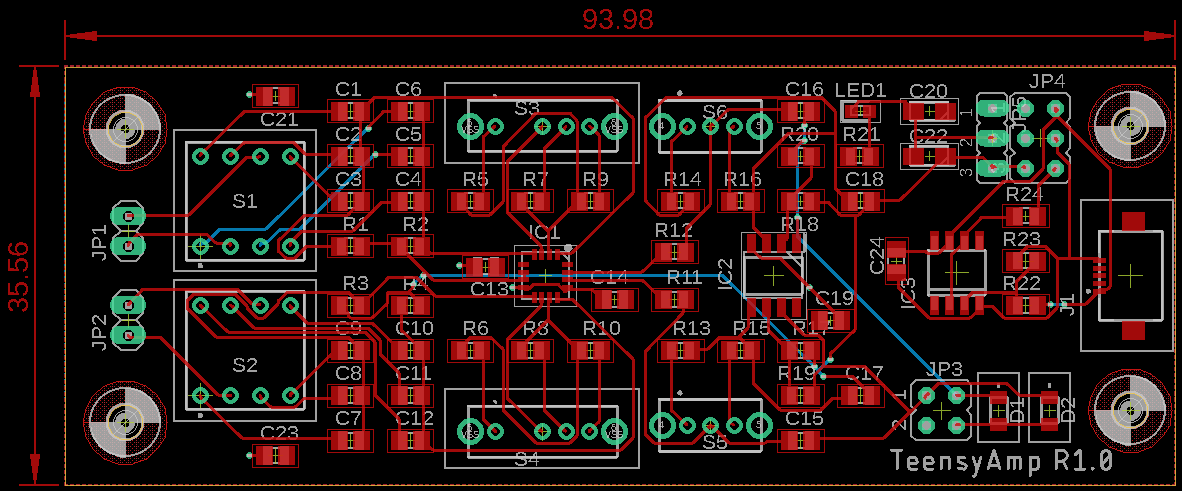 93.98
35.56
C21
C1 C6
C2 C5
C3 C4
S1
R1 R2
JP1
S3
R5 R7 R9
S6
R14 R16
C16 LED1 C20
R20 R21 C22
C18
R18
JP4
1
2
3
R24
R23
R22
J1
IC1
C13
C14
R12
R11
IC2
C19
C24
IC3
JP2
R3
S2
C10
C8 C11
C7 C12
C23
R6 R8 R10
S4
R13 R15 R17
R19 C17
C15
S5
JP3
1
2
D1
D2
TeensyAmp R1.0